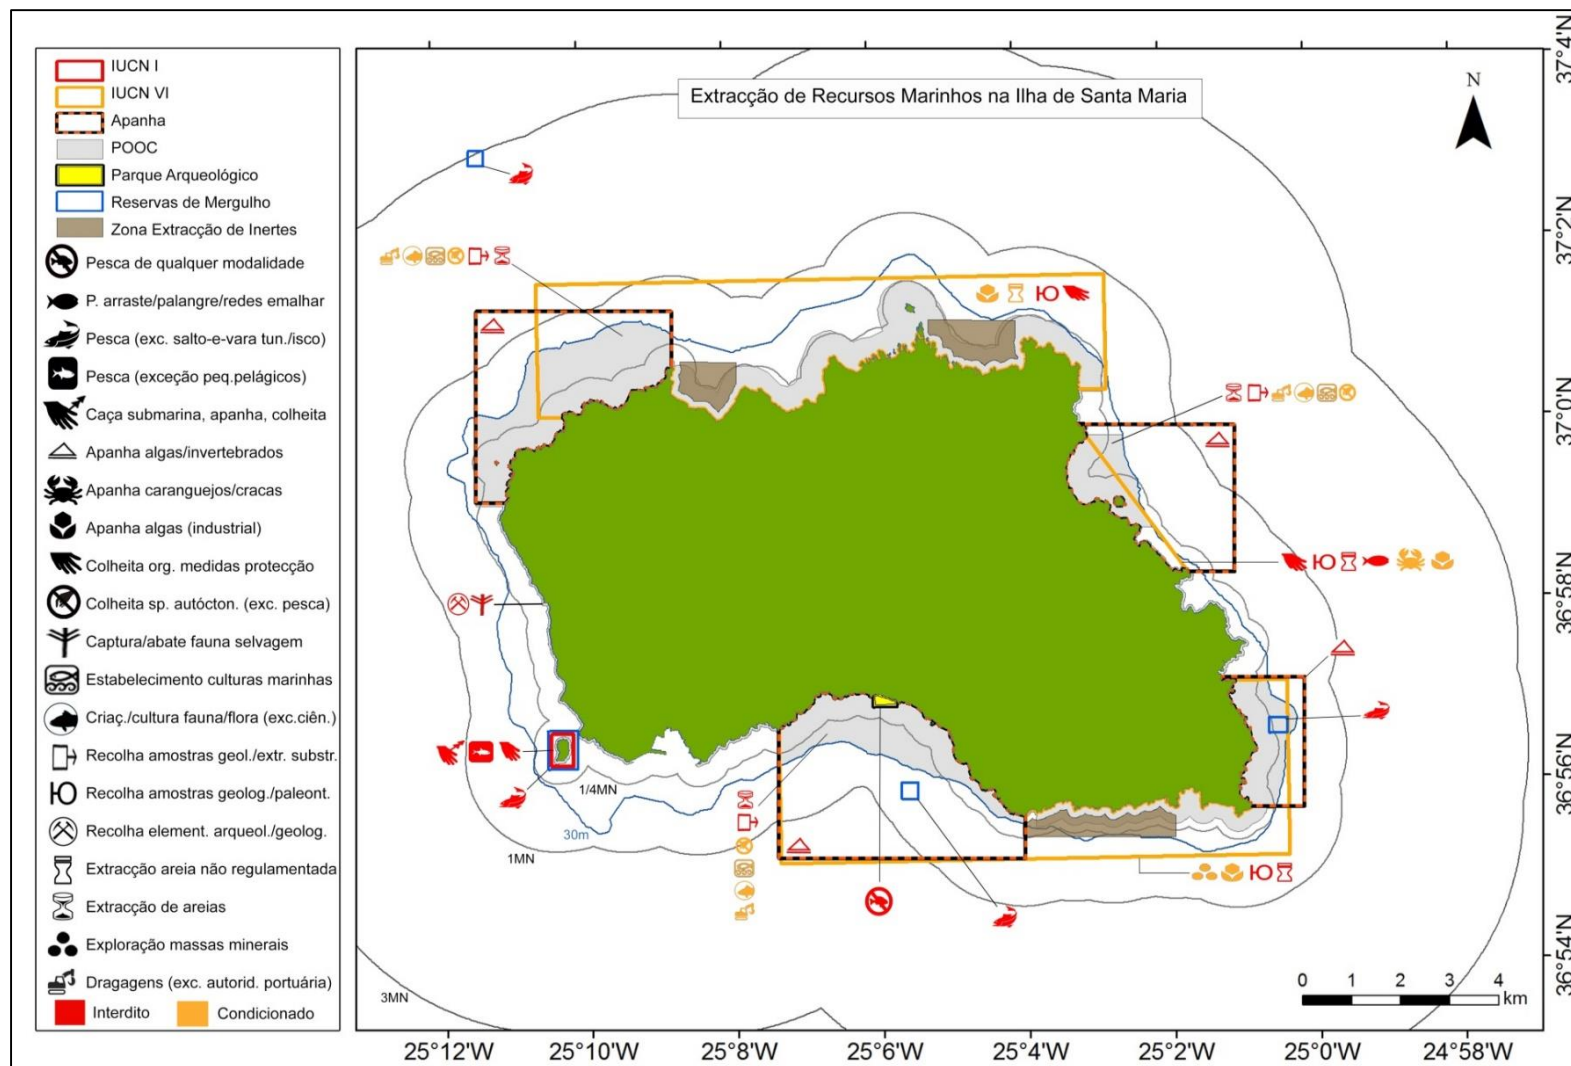 Extracção de Recursos Marinhos na Ilha de Santa Maria
N
IUCN I
IUCN VI
Apanha
POOC
Parque Arqueológico
Reservas de Mergulho
Zona Extracção de Inertes
Pesca de qualquer modalidade
P. arraste/palangre/redes emalhar
Pesca (exc. salto-e-vara tun./isco)
Pesca (exceção peq.pelágicos)
Caça submarina, apanha, colheita
Apanha algas/invertebrados
Apanha caranguejos/cracas
Apanha algas (industrial)
Colheita org. medidas protecção
Colheita sp. autócton. (exc. pesca)
Captura/abate fauna selvagem
Estabelecimento culturas marinhas
Criaç./cultura fauna/flora (exc.ciên.)
Recolha amostras geol./extr. substr.
Recolha amostras geolog./paleont.
Recolha element. arqueol./geolog.
Extracção areia não regulamentada
Extracção de areias
Exploração massas minerais
Dragagens (exc. autorid. portuária)
Interdito Condicionado
1/4MN
30m
1MN
3MN
0 1 2 3 4
km
37°4'N
37°2'N
37°0'N
36°58'N
36°56'N
36°54'N
25°12'W 25°10'W 25°8'W 25°6'W 25°4'W 25°2'W 25°0'W 24°58'W